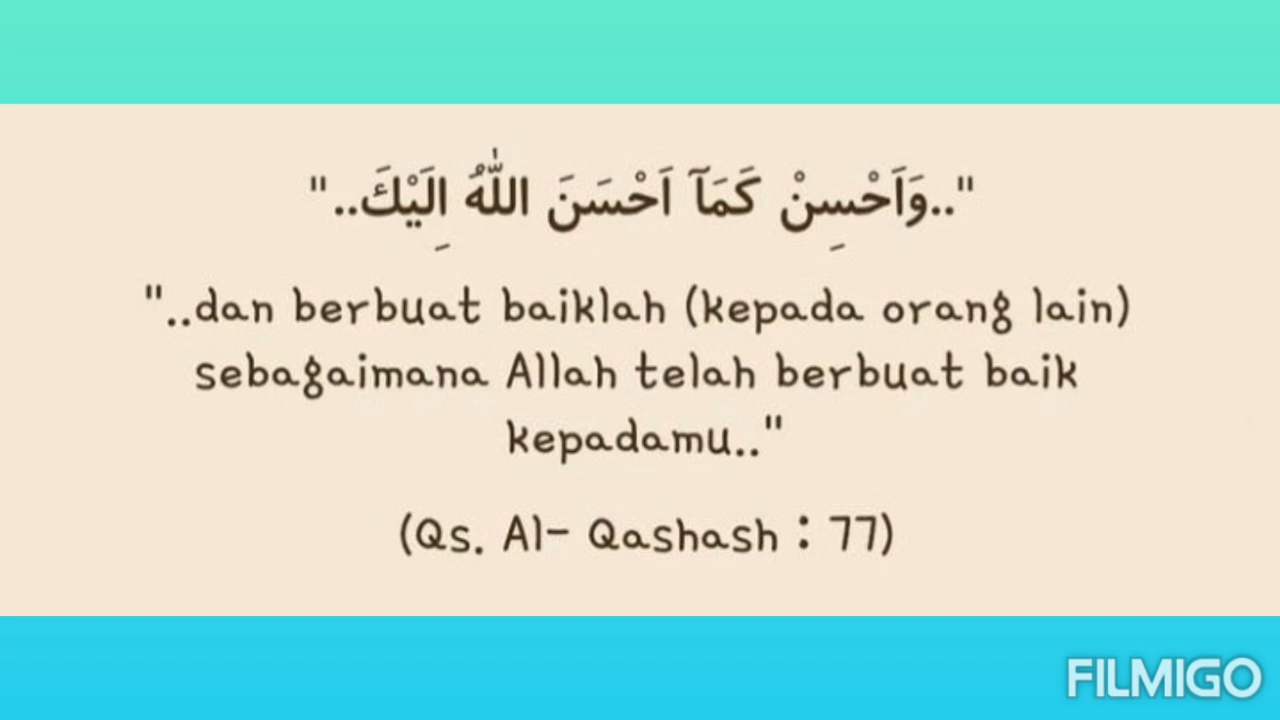 "..وَاَحْسِنْ كَمَآ اَحْسَنَ اللّٰهُ اِلَيْكَ.."
"..dan berbuat baiklah (kepada orang lain)
sebagaimana Allah telah berbuat baik
kepadamu.."
(Qs. Al- Qashash : 77)
FILMIGO